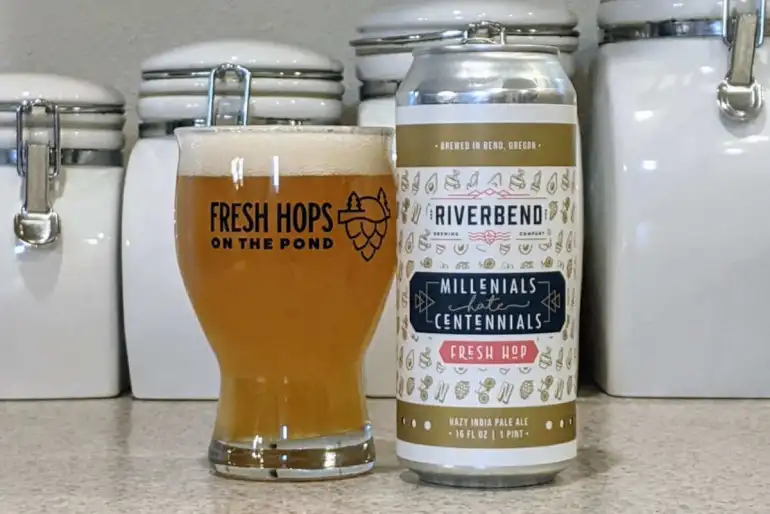 FRESH HOPS
ON THE POND
• BREWED IN BEND, OREGON •
RIVERBEND
BREWING COMPANY
MILLENIALS
hate
CENTENNIALS
FRESH HOP
HAZY INDIA PALE ALE
• 16 FL OZ | 1 PINT •